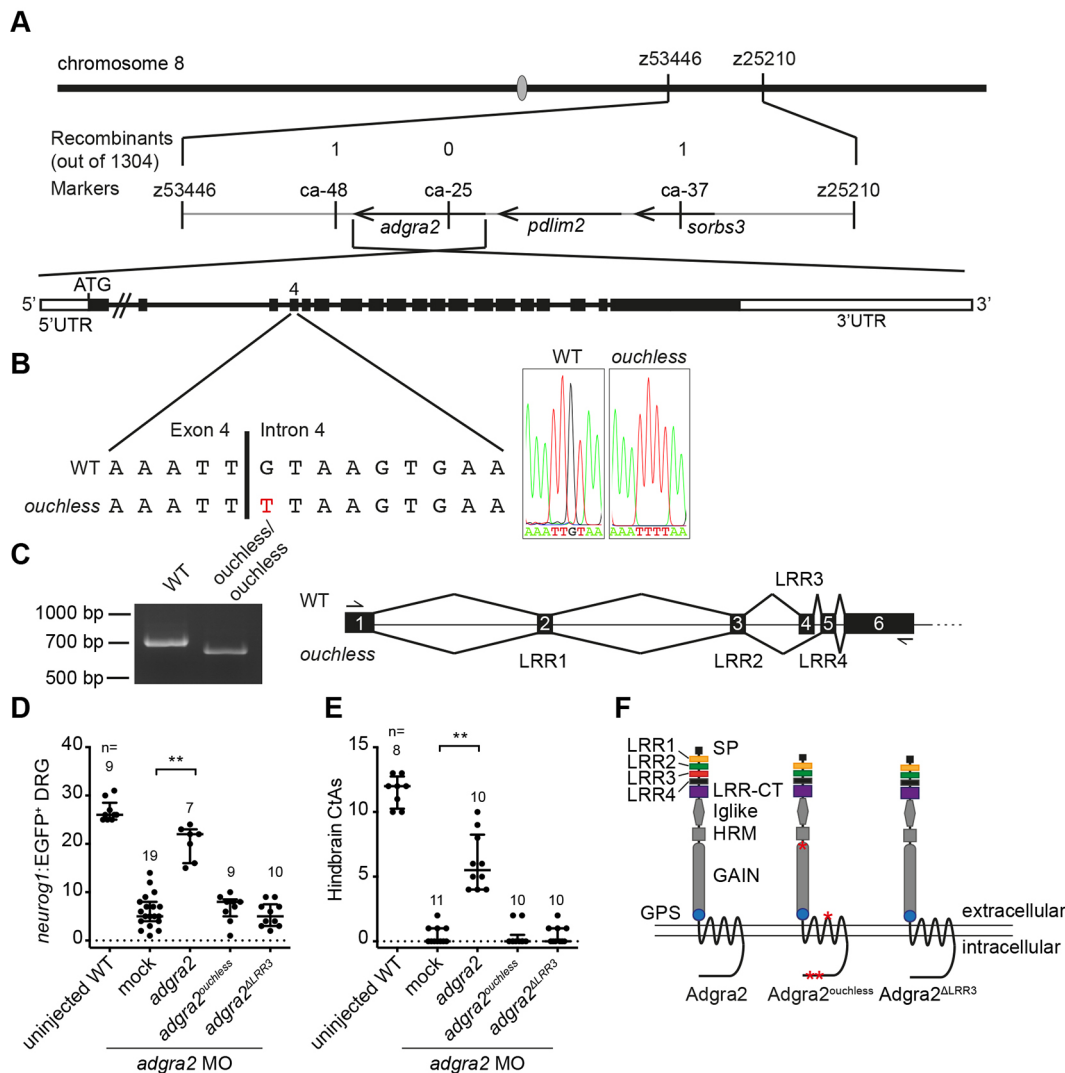 A
chromosome 8
z53446 z25210
Recombinants
(out of 1304)
1 0 1
Markers
z53446 ca-48 ca-25 ca-37 z25210
adgra2 pdlim2 sorbs3
ATG
4
5' 3'
5'UTR 3'UTR
B
WT ouchless
Exon 4 Intron 4
WT A A A T T G T A A G T G A A
ouchless A A A T T T T A A G T G A A
AAATTGTAA AAATTTTAA
C
WT ouchless/
ouchless
1000 bp
700 bp
500 bp
WT
ouchless
LRR3
1 2 3 4 5 6
LRR1 LRR2 LRR4
D
neurog1:EGFP+ DRG
40
30
20
10
0
n=
9
19
**
7
9
10
uninjected WT
mock
adgra2
adgra2ouchless
adgra2ΔLRR3
adgra2 MO
E
Hindbrain CtAs
15
10
5
0
n=
8
11
**
10
10
10
uninjected WT
mock
adgra2
adgra2ouchless
adgra2ΔLRR3
adgra2 MO
F
LRR1
LRR2
LRR3
LRR4
SP
LRR-CT
Iglike
HRM
GAIN
GPS
*
*
**
extracellular
intracellular
Adgra2 Adgra2ouchless Adgra2ΔLRR3